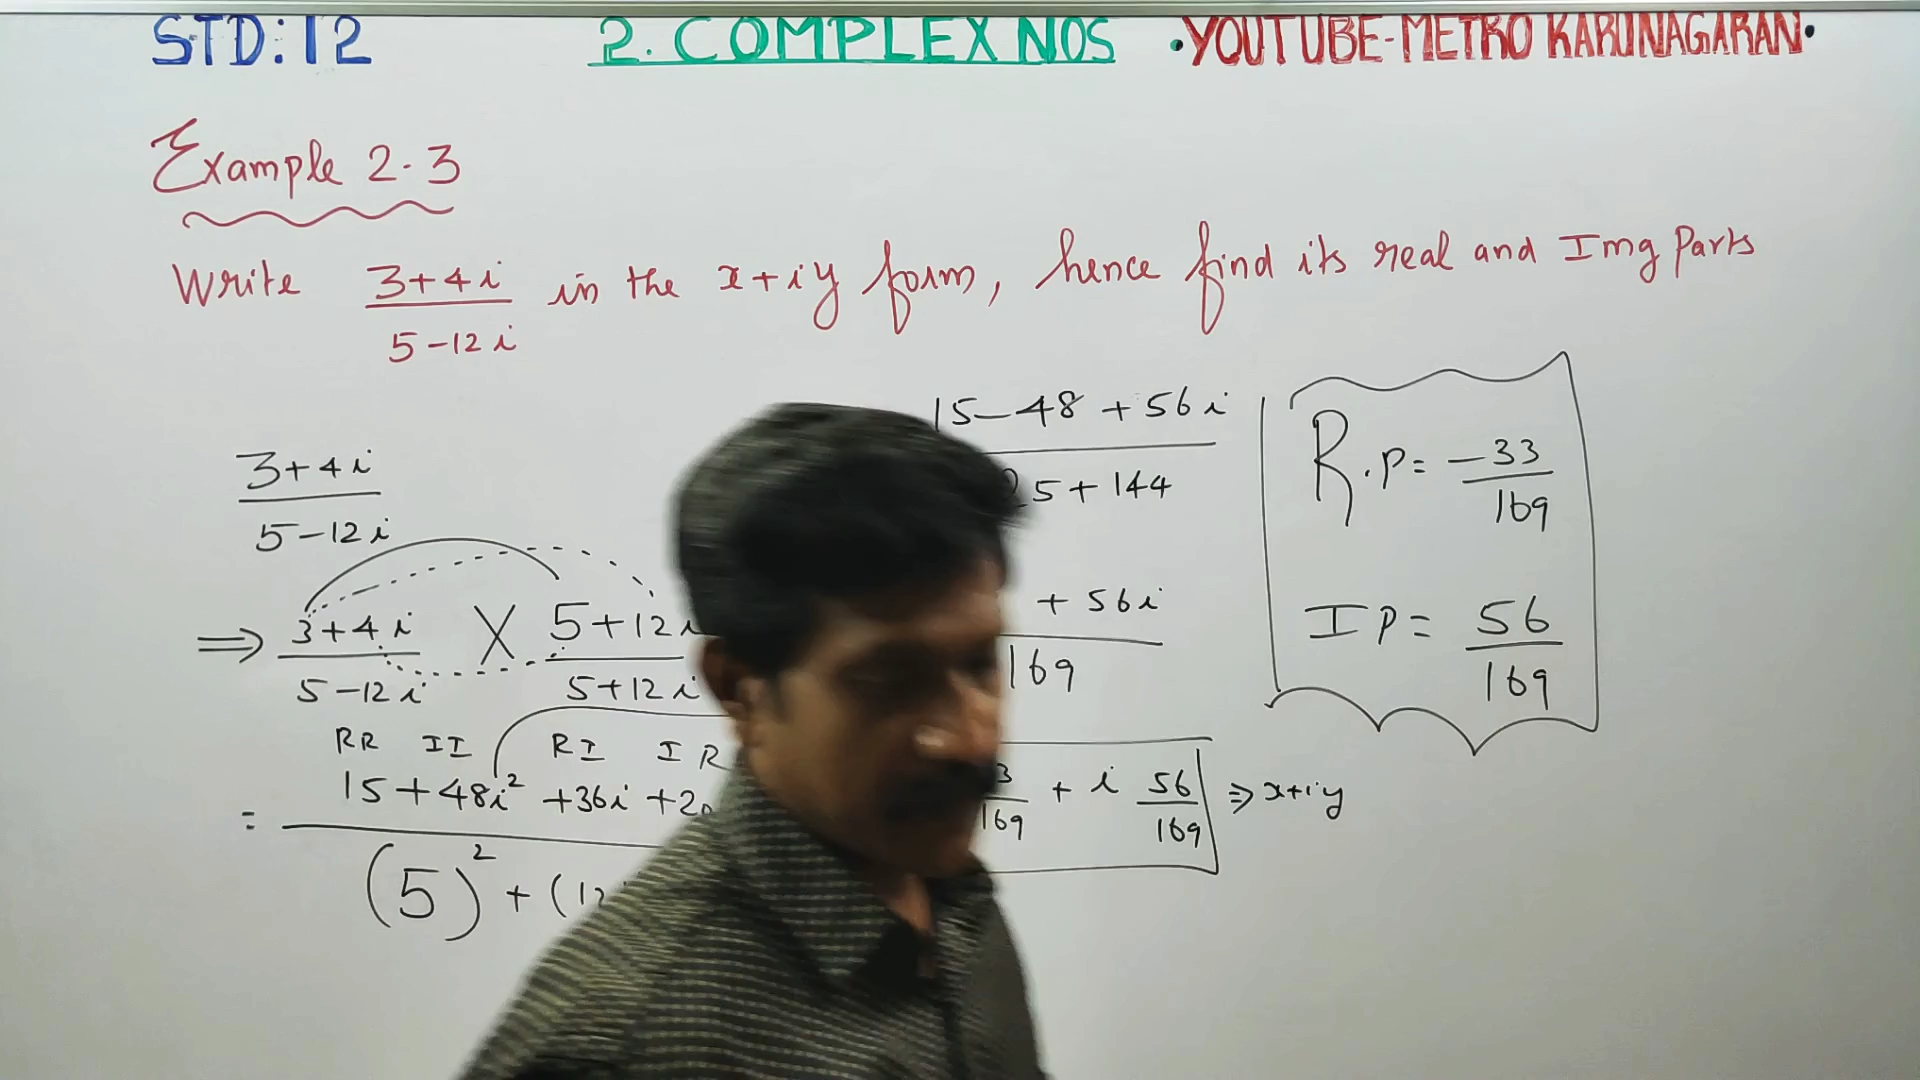 STD:12 2. COMPLEX NOS •YOUTUBE-METRO KARUNAGARAN•
Example 2.3
Write 3+4i / 5-12i in the x+iy form, hence find its real and Img Parts
3+4i / 5-12i
⇒ 3+4i / 5-12i X 5+12i / 5+12i
RR II RI IR
= 15+48i² +36i +20
(5)² + (12
15-48 +56i
25+144
+ 56i
169
3/169 + i 56/169 ⇒ x+iy
R.P= -33/169
IP= 56/169